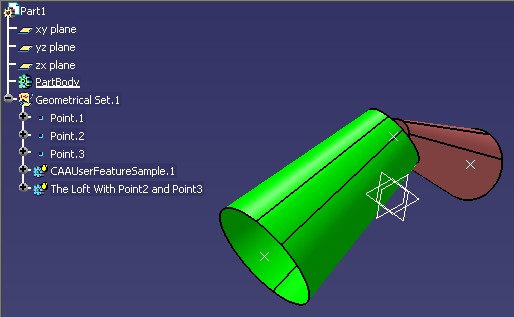 Part1
xy plane
yz plane
zx plane
PartBody
Geometrical Set.1
Point.1
Point.2
Point.3
CAAUserFeatureSample.1
The Loft With Point2 and Point3